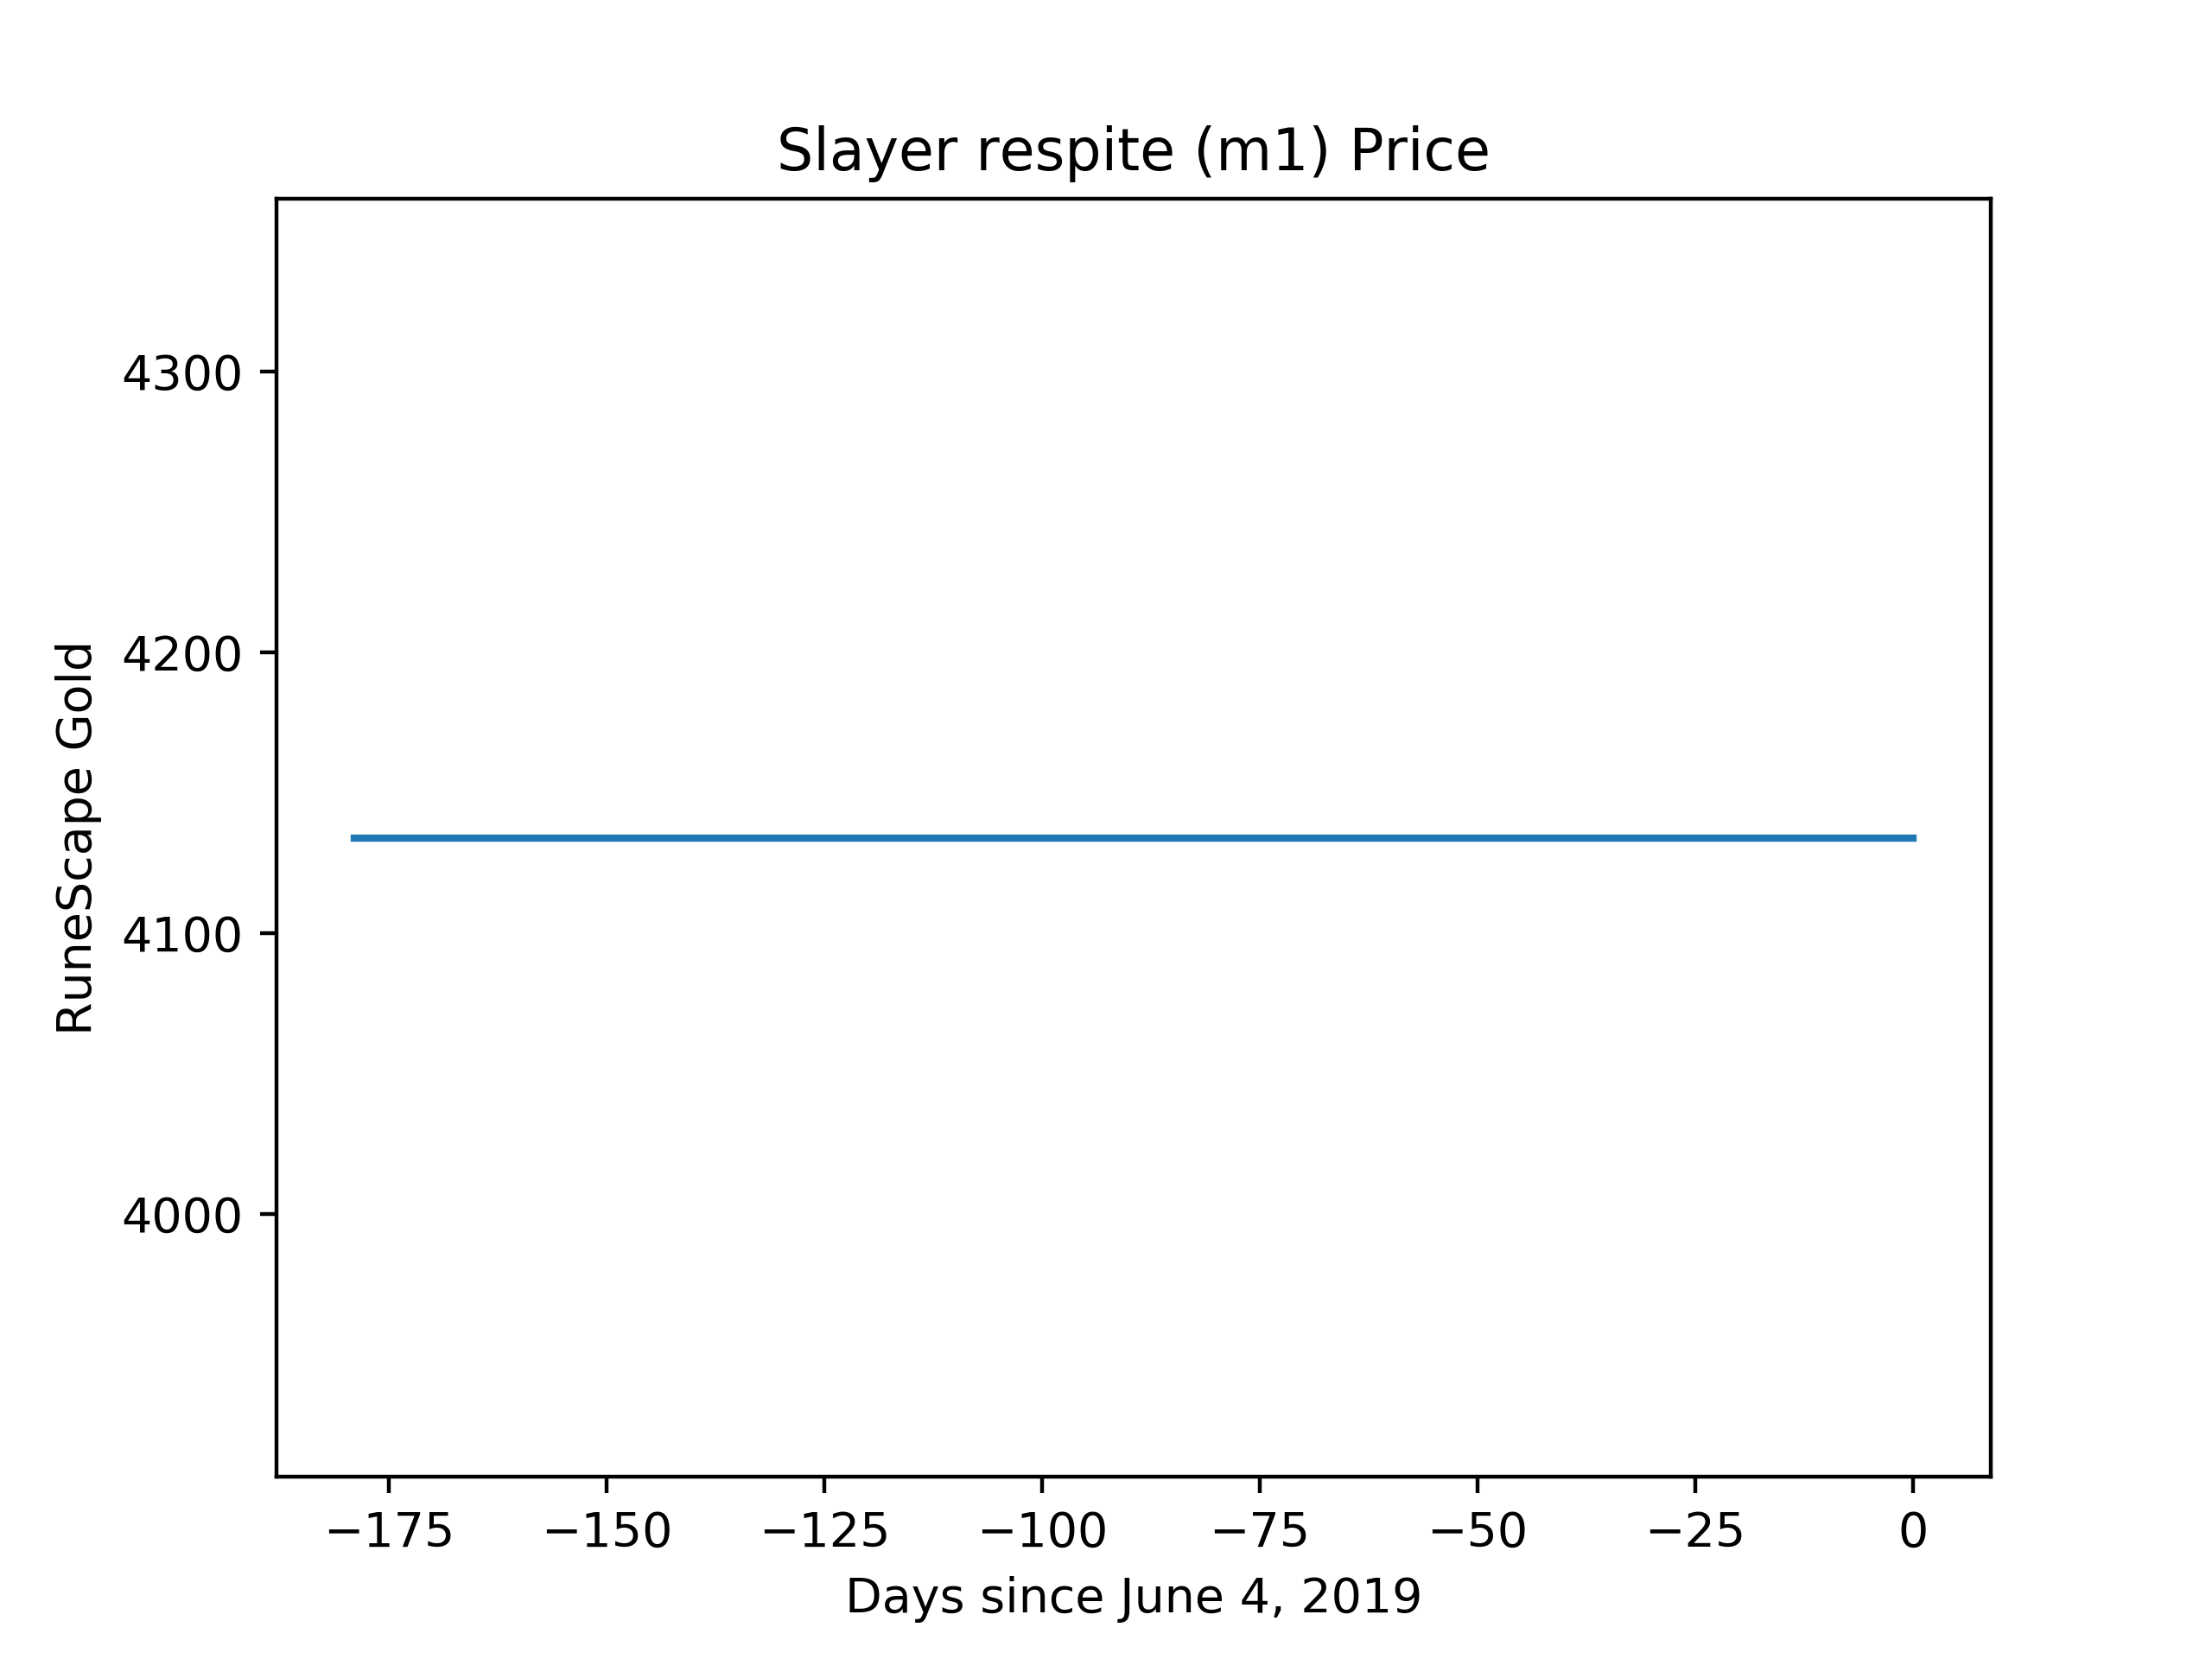 Slayer respite (m1) Price
RuneScape Gold
4300
4200
4100
4000
−175 −150 −125 −100 −75 −50 −25 0
Days since June 4, 2019